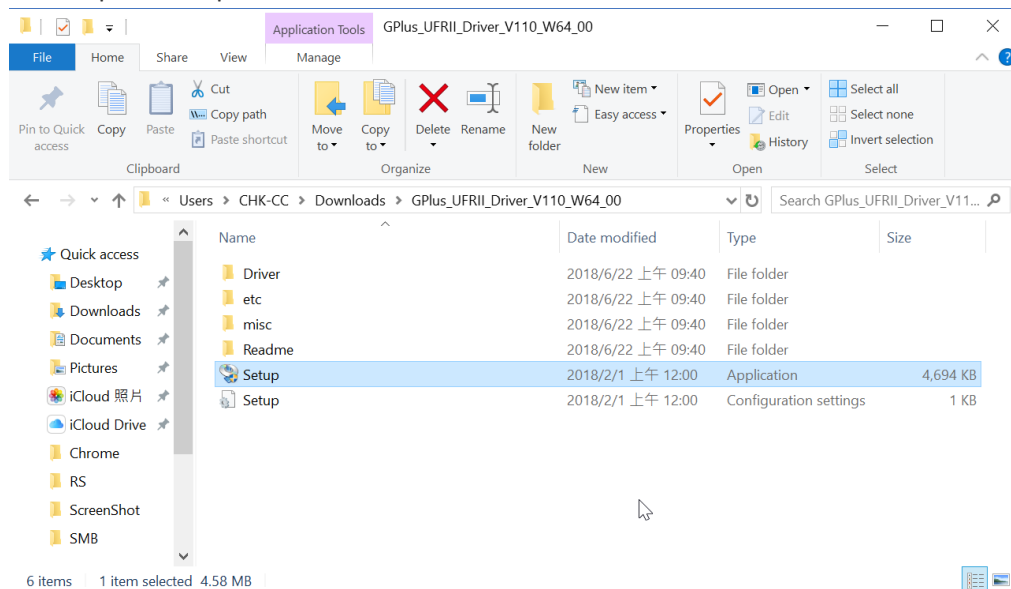 Application Tools GPlus_UFRII_Driver_V110_W64_00
File Home Share View Manage
Pin to Quick access
Copy
Paste
Cut
Copy path
Paste shortcut
Clipboard
Move to
Copy to
Delete
Rename
Organize
New folder
New item
Easy access
New
Properties
Open
Edit
History
Open
Select all
Select none
Invert selection
Select
« Users > CHK-CC > Downloads > GPlus_UFRII_Driver_V110_W64_00
Search GPlus_UFRII_Driver_V11...
Quick access
Desktop
Downloads
Documents
Pictures
iCloud 照片
iCloud Drive
Chrome
RS
ScreenShot
SMB
Name Date modified Type Size
Driver 2018/6/22 上午 09:40 File folder
etc 2018/6/22 上午 09:40 File folder
misc 2018/6/22 上午 09:40 File folder
Readme 2018/6/22 上午 09:40 File folder
Setup 2018/2/1 上午 12:00 Application 4,694 KB
Setup 2018/2/1 上午 12:00 Configuration settings 1 KB
6 items 1 item selected 4.58 MB